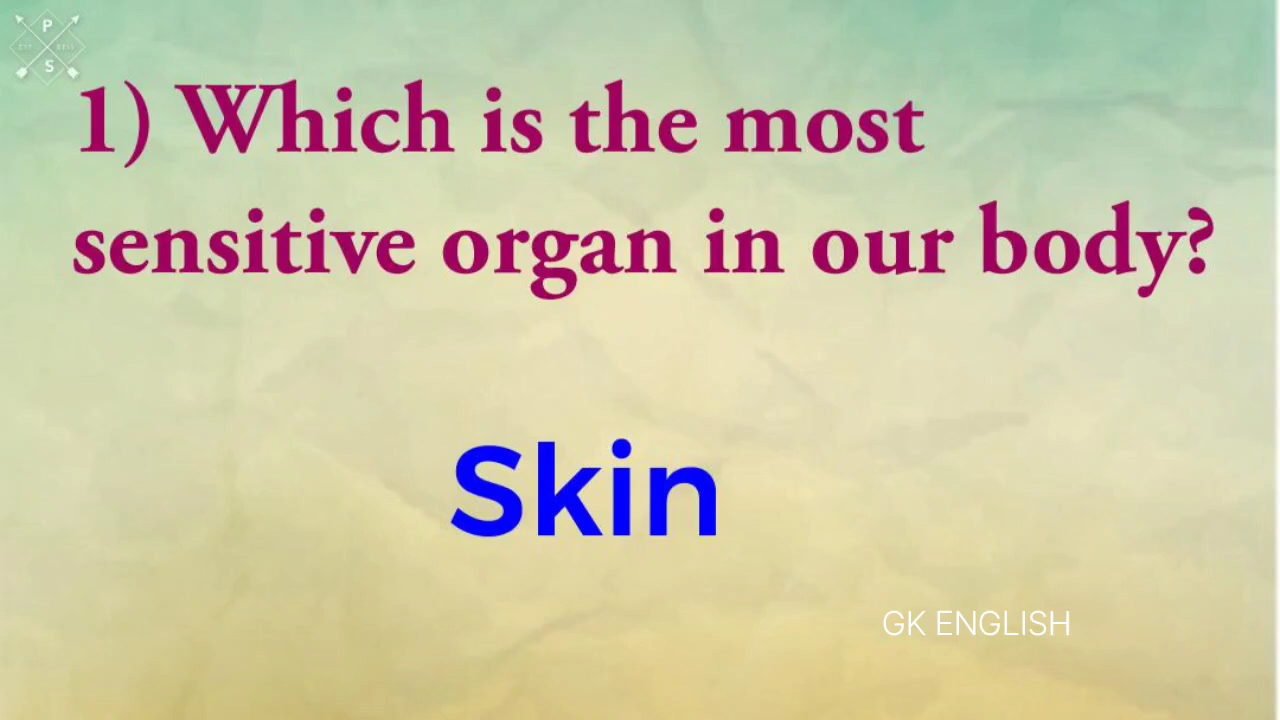 P
S
1) Which is the most
sensitive organ in our body?
Skin
GK ENGLISH